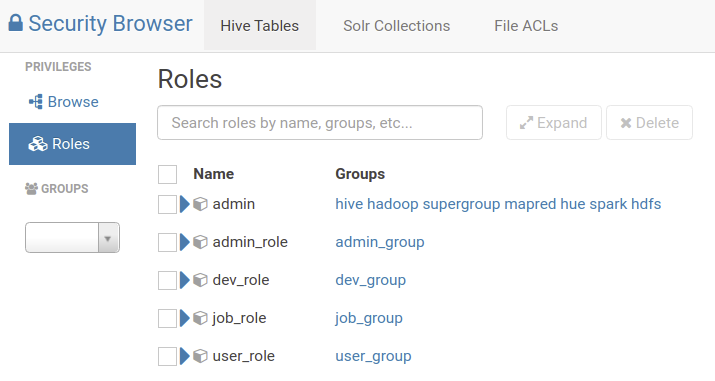 Security Browser Hive Tables Solr Collections File ACLs
PRIVILEGES
Browse
Roles
GROUPS
Roles
Search roles by name, groups, etc...
Expand Delete
Name Groups
admin hive hadoop supergroup mapred hue spark hdfs
admin_role admin_group
dev_role dev_group
job_role job_group
user_role user_group